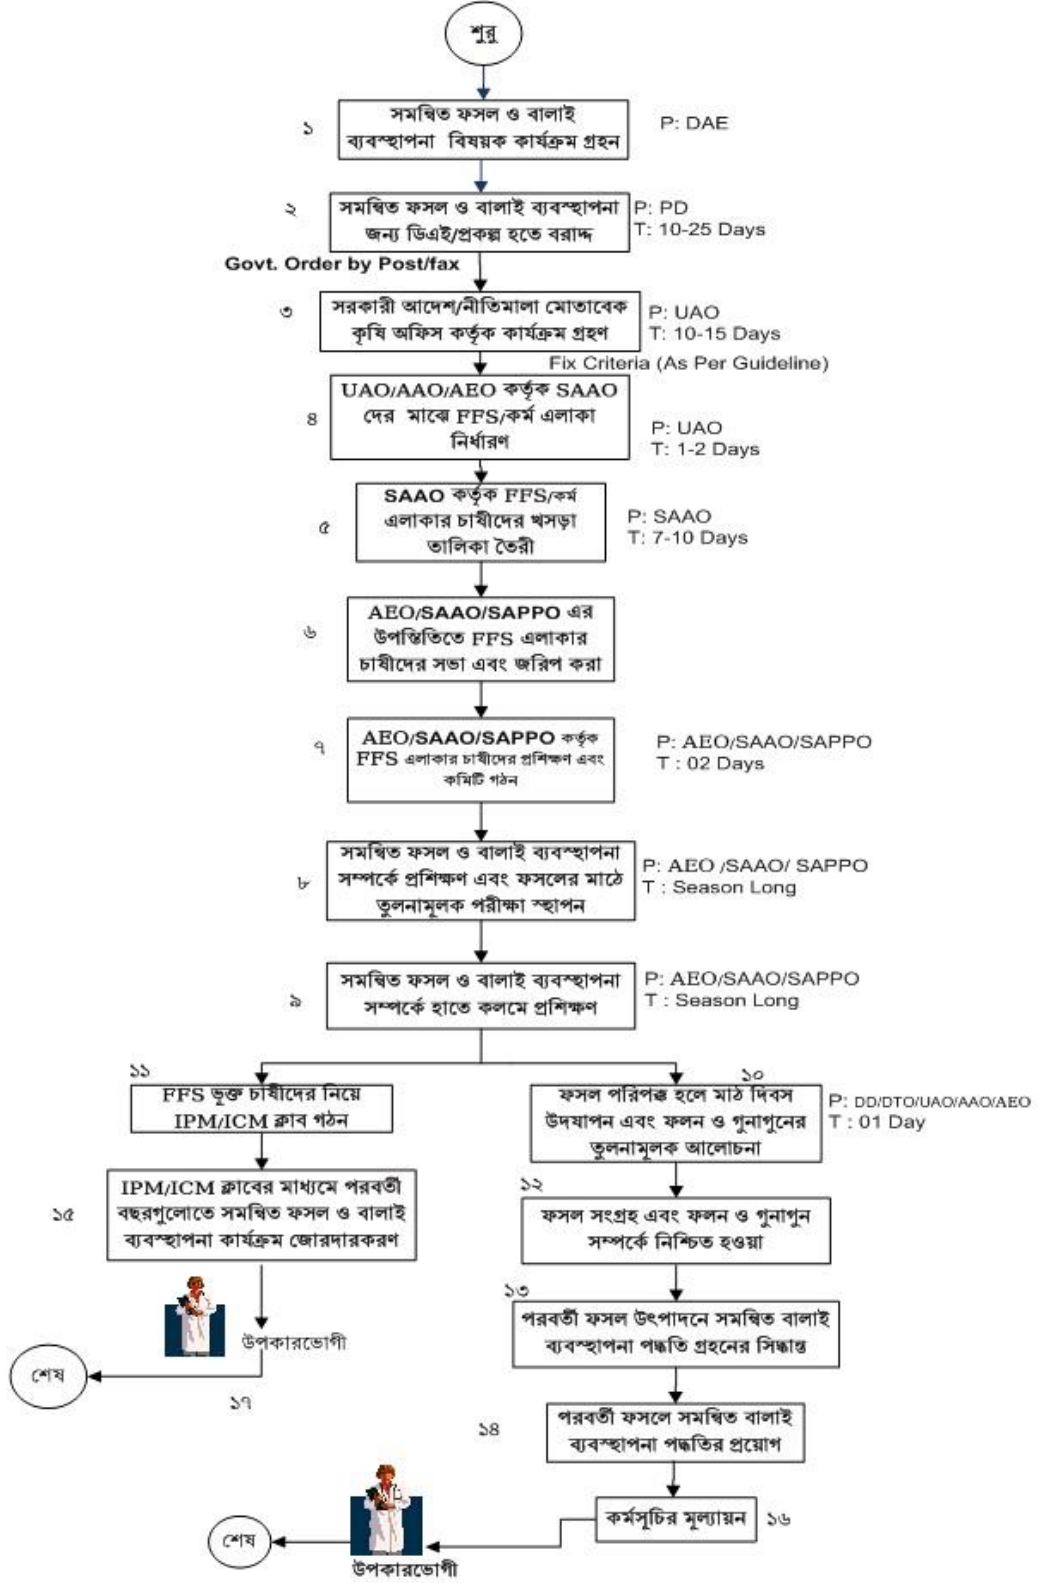 শুরু
১
সমন্বিত ফসল ও বালাই
ব্যবস্হাপনা বিষয়ক কার্যক্রম গ্রহন
P: DAE
২
সমন্বিত ফসল ও বালাই ব্যবস্হাপনা
জন্য ডিএই/প্রকল্প হতে বরাদ্দ
P: PD
T: 10-25 Days
Govt. Order by Post/fax
৩
সরকারী আদেশ/নীতিমালা মোতাবেক
কৃষি অফিস কর্তৃক কার্যক্রম গ্রহণ
P: UAO
T: 10-15 Days
Fix Criteria (As Per Guideline)
৪
UAO/AAO/AEO কর্তৃক SAAO
দের মাঝে FFS/কর্ম এলাকা
নির্ধারণ
P: UAO
T: 1-2 Days
৫
SAAO কর্তৃক FFS/কর্ম
এলাকার চাষীদের খসড়া
তালিকা তৈরী
P: SAAO
T: 7-10 Days
৬
AEO/SAAO/SAPPO এর
উপস্তিতিতে FFS এলাকার
চাষীদের সভা এবং জরিপ করা
৭
AEO/SAAO/SAPPO কর্তৃক
FFS এলাকার চাষীদের প্রশিক্ষণ এবং
কমিটি গঠন
P: AEO/SAAO/SAPPO
T : 02 Days
৮
সমন্বিত ফসল ও বালাই ব্যবস্হাপনা
সম্পর্কে প্রশিক্ষণ এবং ফসলের মাঠে
তুলনামূলক পরীক্ষা স্হাপন
P: AEO /SAAO/ SAPPO
T : Season Long
৯
সমন্বিত ফসল ও বালাই ব্যবস্হাপনা
সম্পর্কে হাতে কলমে প্রশিক্ষণ
P: AEO/SAAO/SAPPO
T : Season Long
১১
FFS ভূক্ত চাষীদের নিয়ে
IPM/ICM ক্লাব গঠন
১০
ফসল পরিপক্ক হলে মাঠ দিবস
উদযাপন এবং ফলন ও গুনাগুনের
তুলনামূলক আলোচনা
P: DD/DTO/UAO/AAO/AEO
T : 01 Day
১৫
IPM/ICM ক্লাবের মাধ্যমে পরবর্তী
বছরগুলোতে সমন্বিত ফসল ও বালাই
ব্যবস্হাপনা কার্যক্রম জোরদারকরণ
১২
ফসল সংগ্রহ এবং ফলন ও গুনাগুন
সম্পর্কে নিশ্চিত হওয়া
১৩
পরবর্তী ফসল উৎপাদনে সমন্বিত বালাই
ব্যবস্হাপনা পদ্ধতি গ্রহনের সিদ্ধান্ত
উপকারভোগী
শেষ
১৭
১৪
পরবর্তী ফসলে সমন্বিত বালাই
ব্যবস্হাপনা পদ্ধতির প্রয়োগ
কর্মসূচির মূল্যায়ন
১৬
শেষ
উপকারভোগী